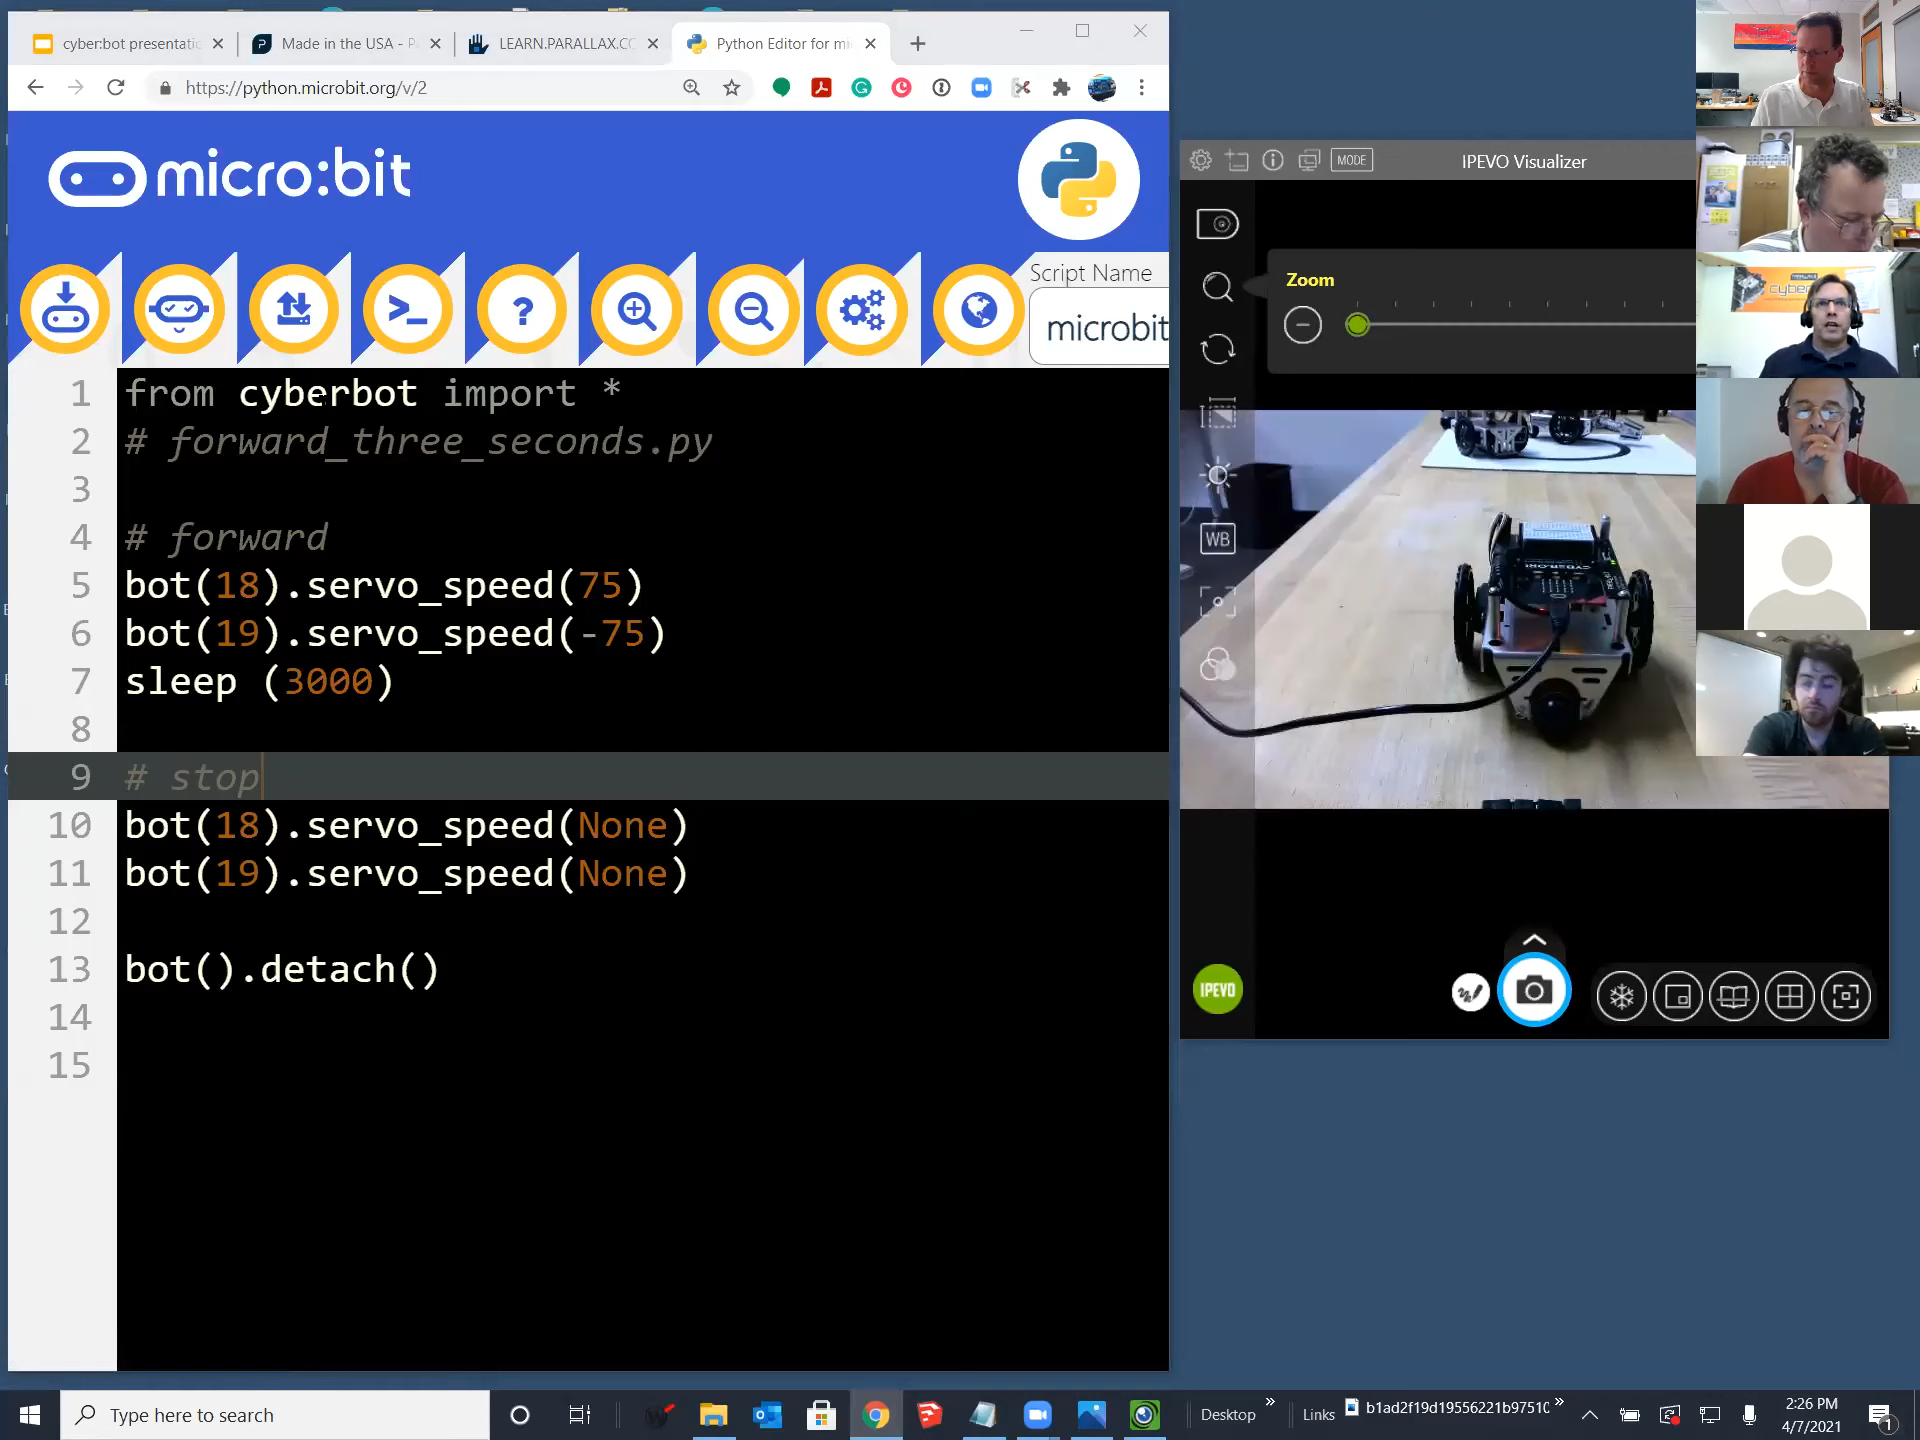 cyber:bot presentatio
Made in the USA - P
LEARN.PARALLAX.CO
Python Editor for mi
https://python.microbit.org/v/2
micro:bit
Script Name
microbit
1 from cyberbot import *
2 # forward_three_seconds.py
3
4 # forward
5 bot(18).servo_speed(75)
6 bot(19).servo_speed(-75)
7 sleep (3000)
8
9 # stop
10 bot(18).servo_speed(None)
11 bot(19).servo_speed(None)
12
13 bot().detach()
14
15
MODE
IPEVO Visualizer
Zoom
WB
IPEVO
Type here to search
Desktop
Links
b1ad2f19d19556221b9751(
2:26 PM
4/7/2021
1